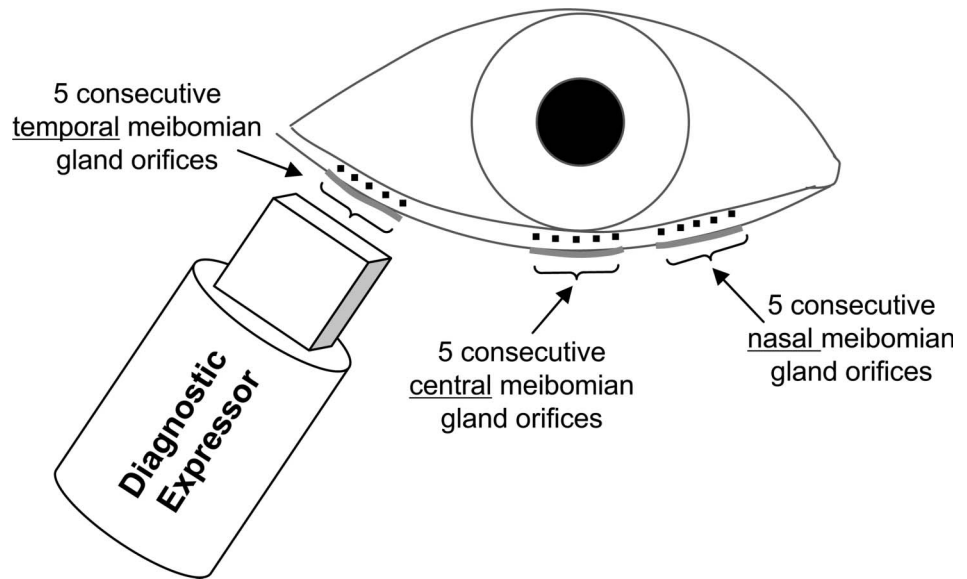 5 consecutive
temporal meibomian
gland orifices
Diagnostic
Expressor
5 consecutive
central meibomian
gland orifices
5 consecutive
nasal meibomian
gland orifices